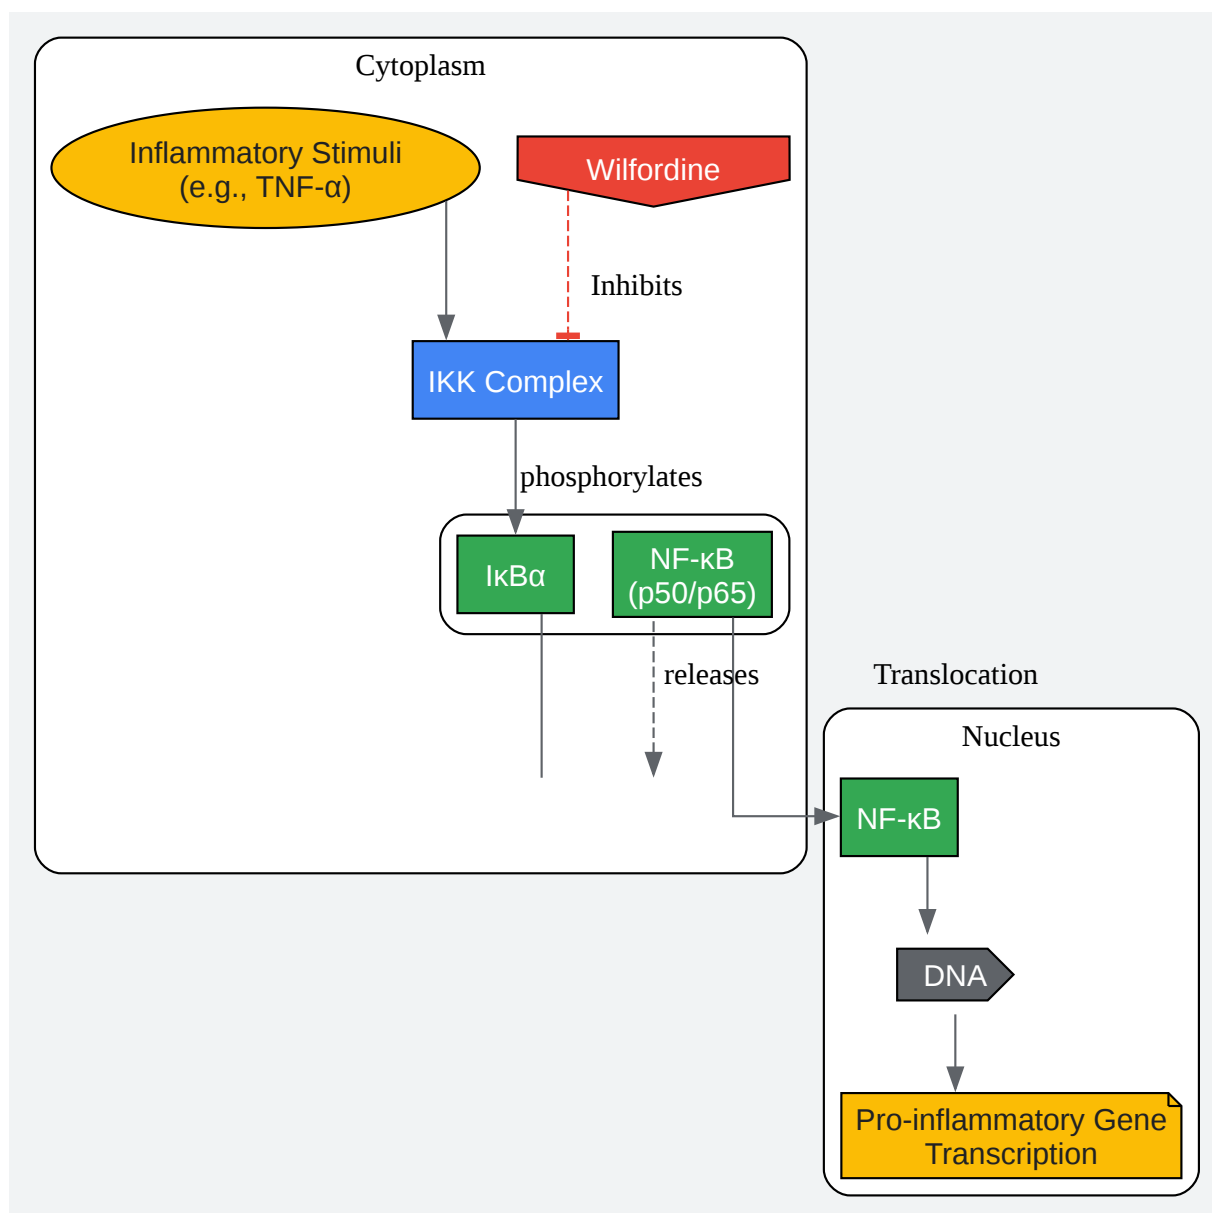 Cytoplasm
Inflammatory Stimuli
(e.g., TNF-α)
Wilfordine
Inhibits
IKK Complex
phosphorylates
IκBα
NF-κB
(p50/p65)
releases
Translocation
Nucleus
NF-κB
DNA
Pro-inflammatory Gene
Transcription